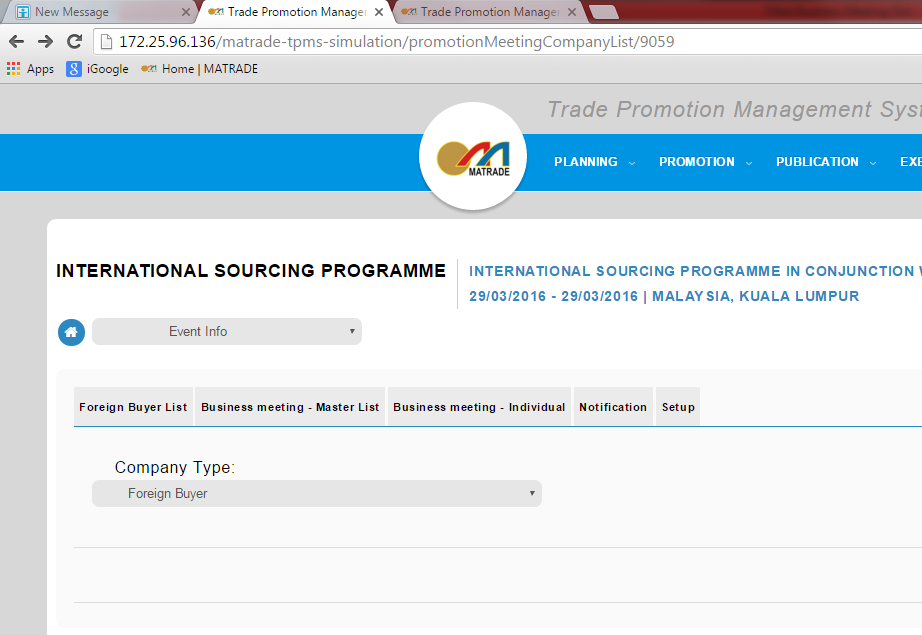 New Message
Trade Promotion Manage
Trade Promotion Manage
172.25.96.136/matrade-tpms-simulation/promotionMeetingCompanyList/9059
Apps
8 iGoogle
Home | MATRADE
Trade Promotion Management Syst
MATRADE
PLANNING
PROMOTION
PUBLICATION
EXE
INTERNATIONAL SOURCING PROGRAMME
INTERNATIONAL SOURCING PROGRAMME IN CONJUNCTION W
29/03/2016 - 29/03/2016 | MALAYSIA, KUALA LUMPUR
Event Info
Foreign Buyer List
Business meeting - Master List
Business meeting - Individual
Notification
Setup
Company Type:
Foreign Buyer